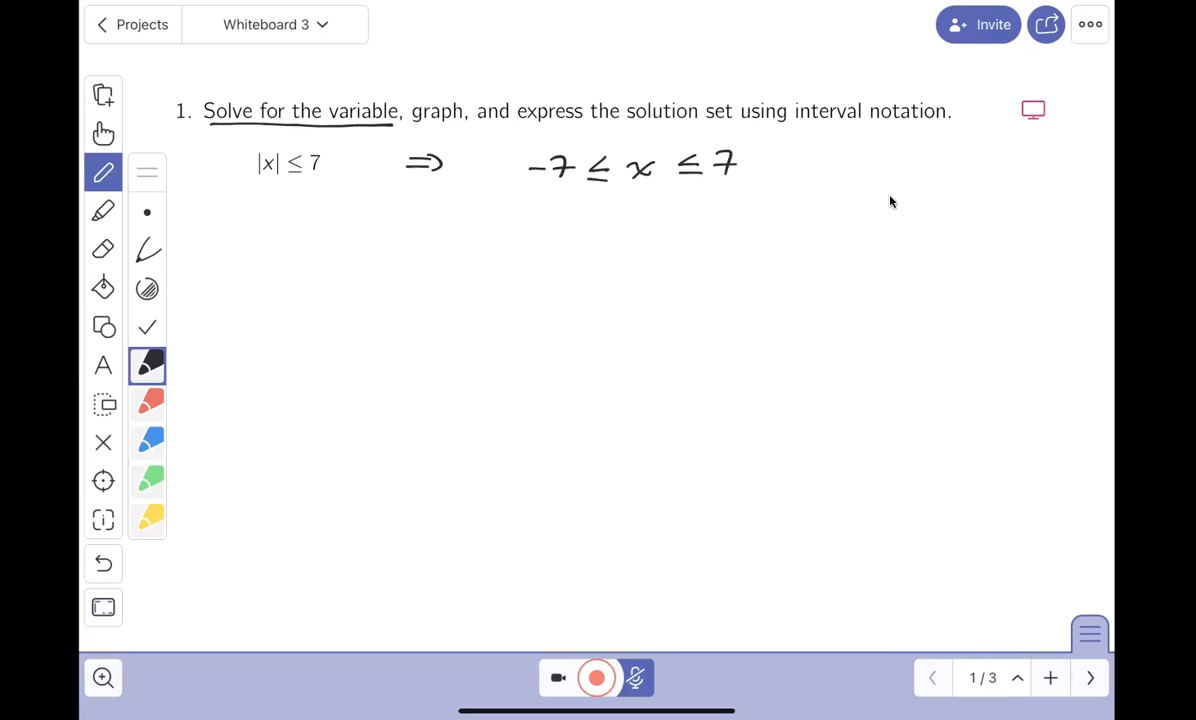 Projects
Whiteboard 3
Invite
1. Solve for the variable, graph, and express the solution set using interval notation.
|x| ≤ 7 ⇒ -7 ≤ x ≤ 7
A
1 / 3